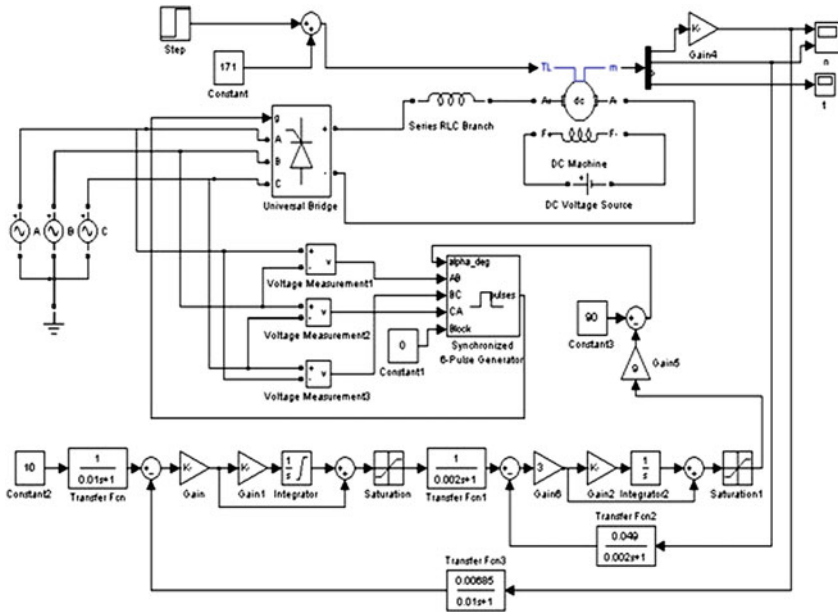 Step
171
Constant
TL
m
K-
Gain4
n
t
dc
A+
A-
F+
F-
DC Machine
DC Voltage Source
Series RLC Branch
g
A
B
C
+
-
Universal Bridge
A
B
C
+
-
v
Voltage Measurement1
+
-
v
Voltage Measurement2
+
-
v
Voltage Measurement3
alpha_deg
AB
BC
CA
Block
pulses
Synchronized
6-Pulse Generator
0
Constant1
90
Constant3
9
Gain5
10
Constant2
1
0.01s+1
Transfer Fcn
K-
Gain
K-
Gain1
1
s
Integrator
Saturation
1
0.002s+1
Transfer Fcn1
3
Gain6
K-
Gain2
1
s
Integrator2
Saturation1
Transfer Fcn2
0.049
0.002s+1
Transfer Fcn3
0.00685
0.01s+1